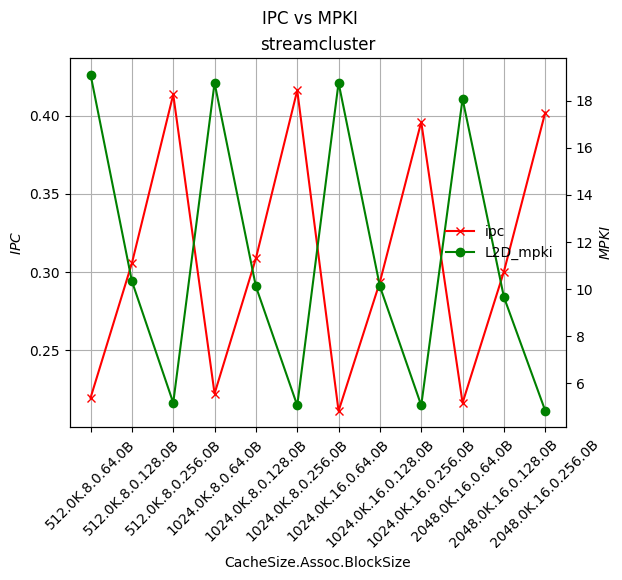 IPC vs MPKI
streamcluster
0.40
0.35
0.30
0.25
IPC
18
16
14
12
10
8
6
MPKI
ipc
L2D_mpki
512.0K.8.0.64.0B
512.0K.8.0.128.0B
512.0K.8.0.256.0B
1024.0K.8.0.64.0B
1024.0K.8.0.128.0B
1024.0K.8.0.256.0B
1024.0K.16.0.64.0B
1024.0K.16.0.128.0B
1024.0K.16.0.256.0B
2048.0K.16.0.64.0B
2048.0K.16.0.128.0B
2048.0K.16.0.256.0B
CacheSize.Assoc.BlockSize